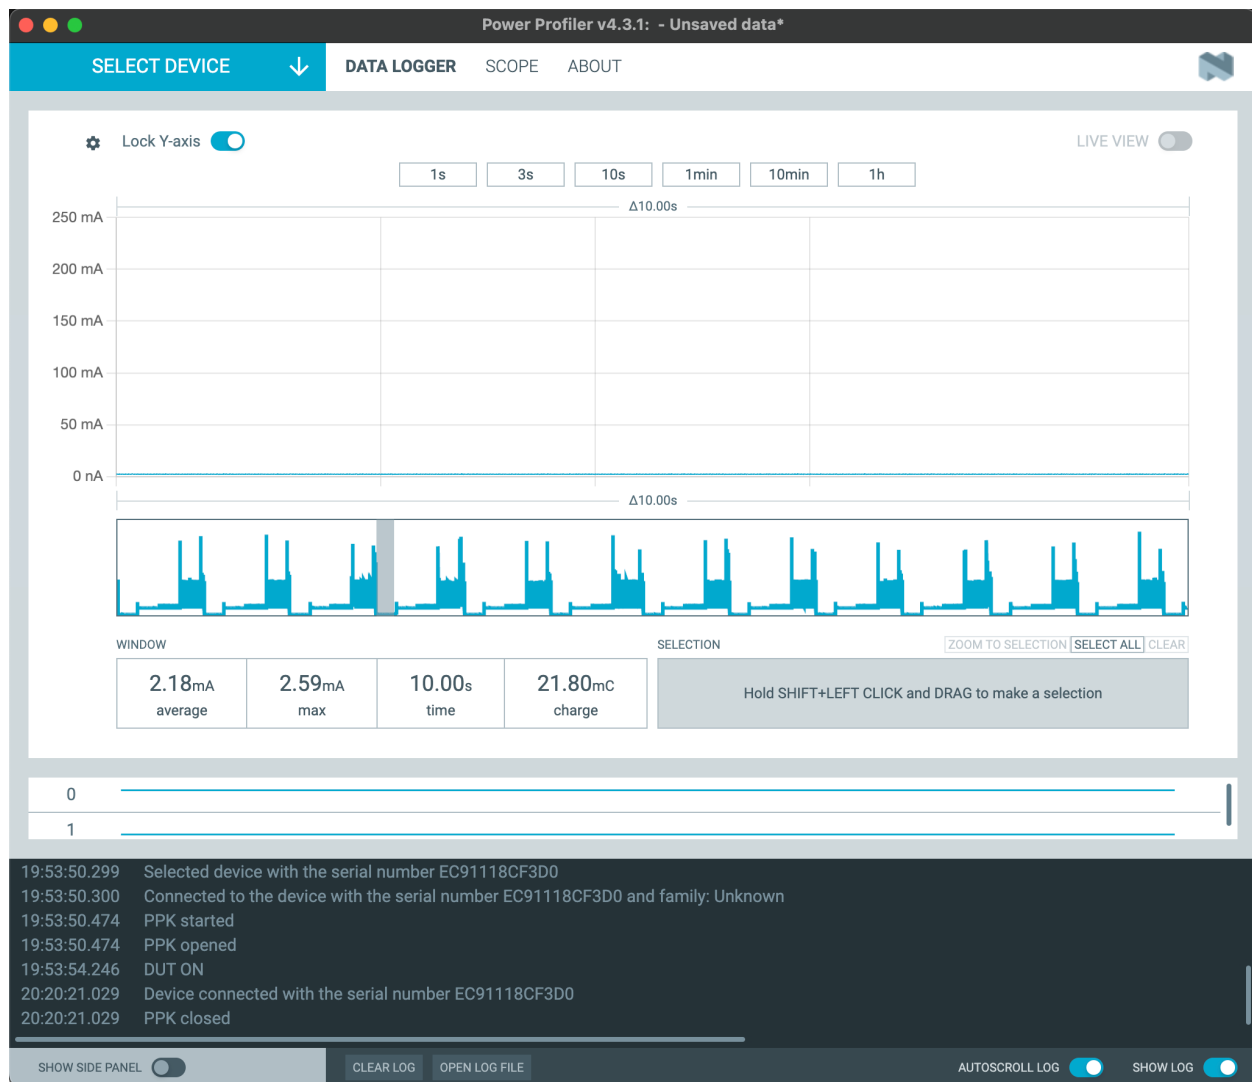 Power Profiler v4.3.1:  - Unsaved data*
SELECT DEVICE
DATA LOGGER
SCOPE
ABOUT
Lock Y-axis
LIVE VIEW
1s
3s
10s
1min
10min
1h
Δ10.00s
250 mA
200 mA
150 mA
100 mA
50 mA
0 nA
Δ10.00s
WINDOW
2.18mA
average
2.59mA
max
10.00s
time
21.80mC
charge
SELECTION
ZOOM TO SELECTION
SELECT ALL
CLEAR
Hold SHIFT+LEFT CLICK and DRAG to make a selection
0
1
19:53:50.299 Selected device with the serial number EC91118CF3D0
19:53:50.300 Connected to the device with the serial number EC91118CF3D0 and family: Unknown
19:53:50.474 PPK started
19:53:50.474 PPK opened
19:53:54.246 DUT ON
20:20:21.029 Device connected with the serial number EC91118CF3D0
20:20:21.029 PPK closed
SHOW SIDE PANEL
CLEAR LOG
OPEN LOG FILE
AUTOSCROLL LOG
SHOW LOG